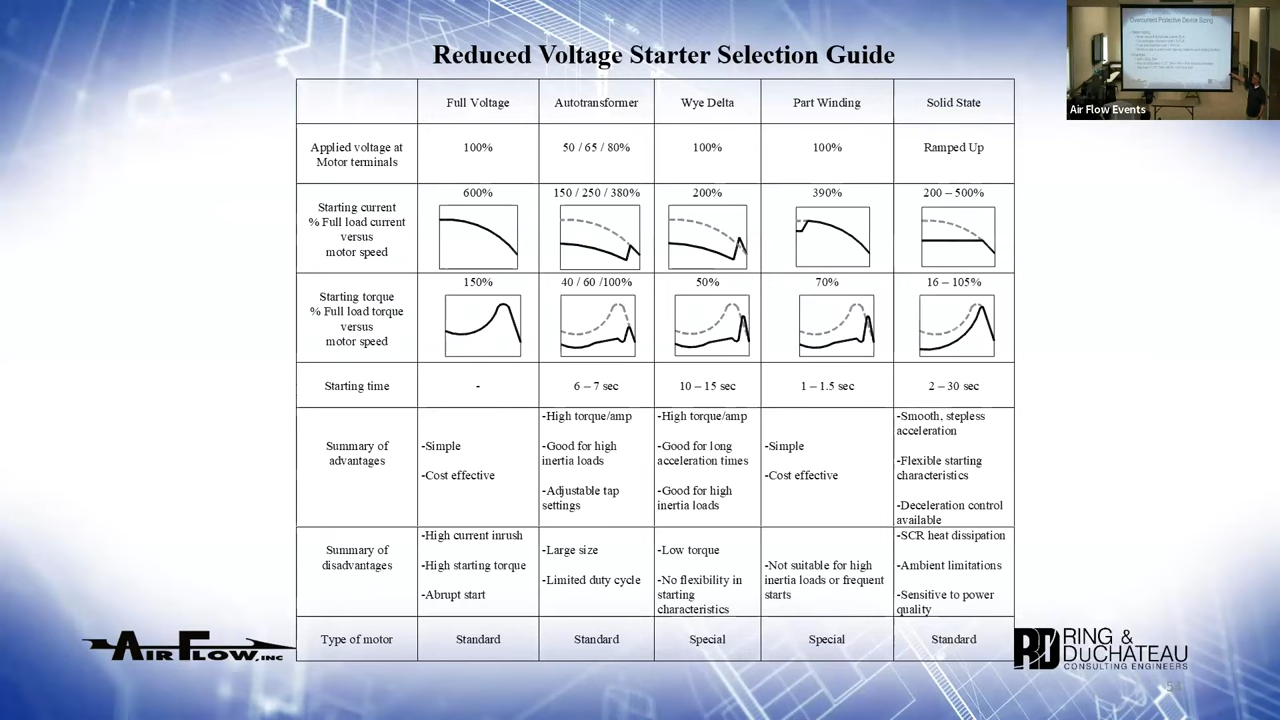 Reduced Voltage Starter Selection Guide
Overcurrent Protective Device Sizing
Air Flow Events
Full Voltage
Autotransformer
Wye Delta
Part Winding
Solid State
Applied voltage at
Motor terminals
100%
50 / 65 / 80%
100%
100%
Ramped Up
Starting current
% Full load current
versus
motor speed
600%
150 / 250 / 380%
200%
390%
200 – 500%
Starting torque
% Full load torque
versus
motor speed
150%
40 / 60 /100%
50%
70%
16 – 105%
Starting time
-
6 – 7 sec
10 – 15 sec
1 – 1.5 sec
2 – 30 sec
Summary of
advantages
-Simple
-Cost effective
-High torque/amp
-Good for high
inertia loads
-Adjustable tap
settings
-High torque/amp
-Good for long
acceleration times
-Good for high
inertia loads
-Simple
-Cost effective
-Smooth, stepless
acceleration
-Flexible starting
characteristics
-Deceleration control
available
Summary of
disadvantages
-High current inrush
-High starting torque
-Abrupt start
-Large size
-Limited duty cycle
-Low torque
-No flexibility in
starting
characteristics
-Not suitable for high
inertia loads or frequent
starts
-SCR heat dissipation
-Ambient limitations
-Sensitive to power
quality
Type of motor
Standard
Standard
Special
Special
Standard
AIR FLOW, INC
RD
RING &
DUCHATEAU
CONSULTING ENGINEERS